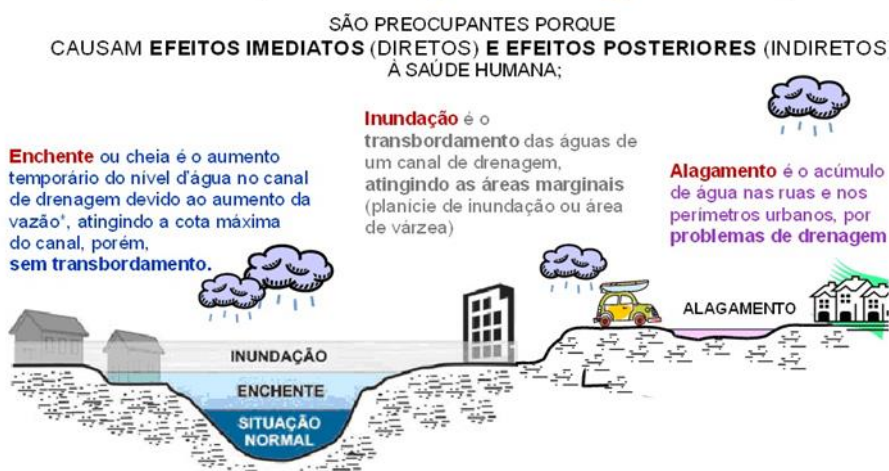 SÃO PREOCUPANTES PORQUE
CAUSAM EFEITOS IMEDIATOS (DIRETOS) E EFEITOS POSTERIORES (INDIRETOS)
À SAÚDE HUMANA;
Enchente ou cheia é o aumento
temporário do nível d'água no canal
de drenagem devido ao aumento da
vazão*, atingindo a cota máxima
do canal, porém,
sem transbordamento.
Inundação é o
transbordamento das águas de
um canal de drenagem,
atingindo as áreas marginais
(planície de inundação ou área
de várzea)
Alagamento é o acúmulo
de água nas ruas e nos
perímetros urbanos, por
problemas de drenagem
INUNDAÇÃO
ENCHENTE
SITUAÇÃO
NORMAL
ALAGAMENTO